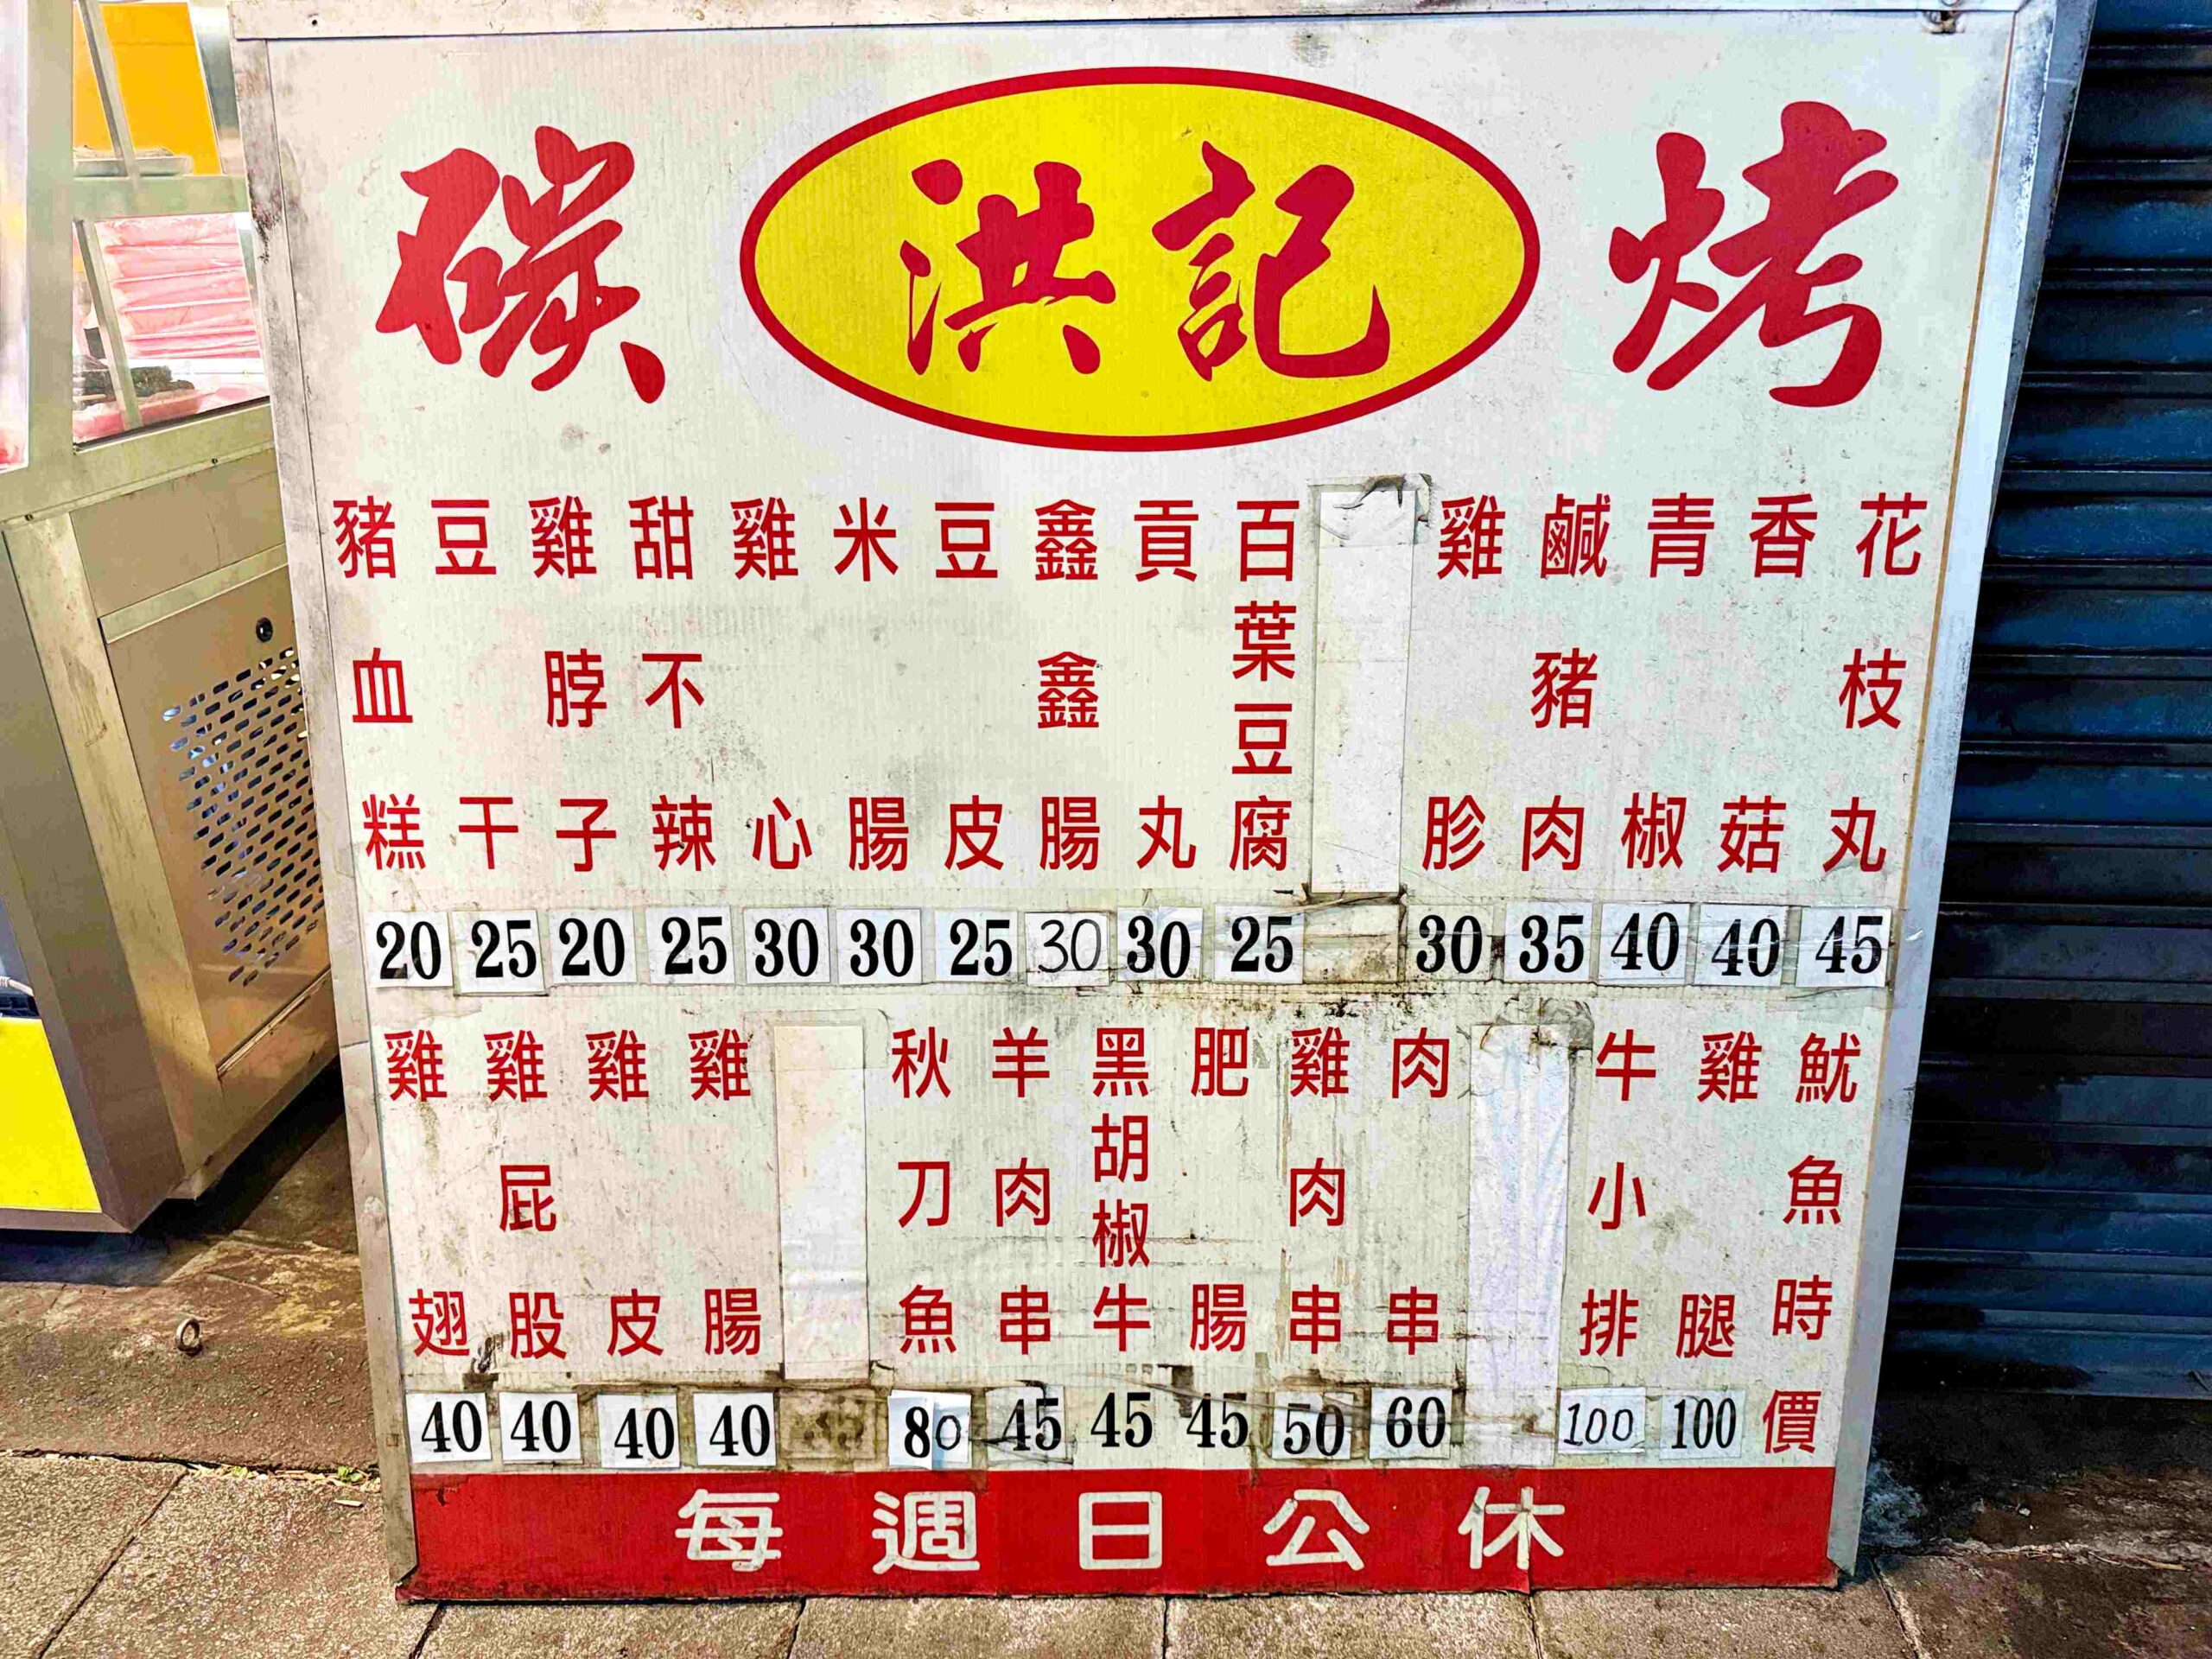 碳 洪記 烤
豬血糕 20
豆干 25
雞脖子 20
甜不辣 25
雞心 30
米腸 30
豆皮 25
鑫鑫腸 30
貢丸 30
百葉豆腐 25
雞胗 30
鹹豬肉 35
青椒 40
香菇 40
花枝丸 45
雞翅 40
雞屁股 40
雞皮 40
雞腸 40
秋刀魚 80
羊肉串 45
黑胡椒牛 45
肥腸 45
雞肉串 50
肉串 60
牛小排 100
雞腿 100
魷魚時價
每週日公休